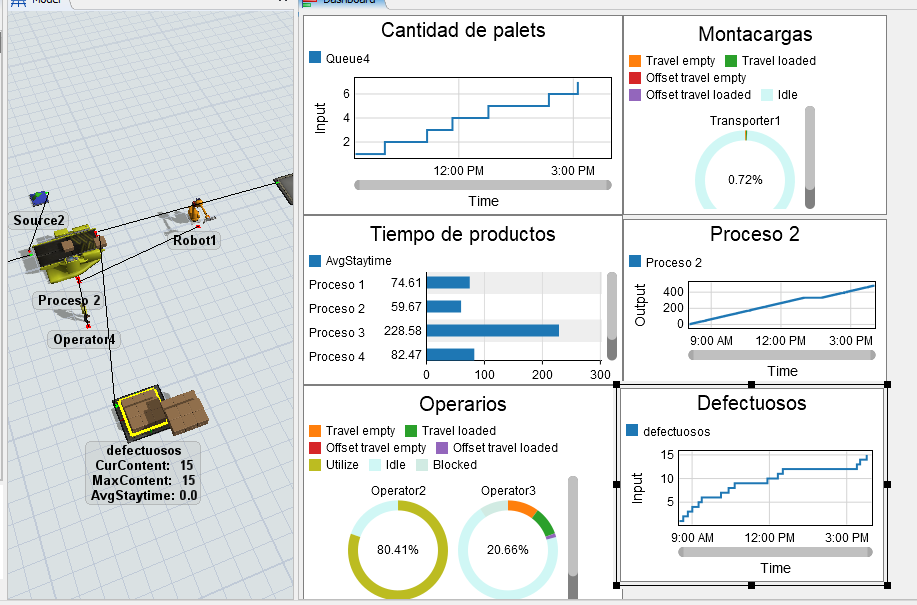 Model
Dashboard
Source2
Robot1
Proceso 2
Operator4
defectuosos
CurContent: 15
MaxContent: 15
AvgStaytime: 0.0
Cantidad de palets
Queue4
Input
6
4
2
12:00 PM 3:00 PM
Time
Montacargas
Travel empty Travel loaded
Offset travel empty
Offset travel loaded Idle
Transporter1
0.72%
Tiempo de productos
AvgStaytime
Proceso 1 74.61
Proceso 2 59.67
Proceso 3 228.58
Proceso 4 82.47
0 100 200 300
Proceso 2
Proceso 2
Output
400
200
0
9:00 AM 12:00 PM 3:00 PM
Time
Operarios
Travel empty Travel loaded
Offset travel empty Offset travel loaded
Utilize Idle Blocked
Operator2 Operator3
80.41% 20.66%
Defectuosos
defectuosos
Input
15
10
5
9:00 AM 12:00 PM 3:00 PM
Time